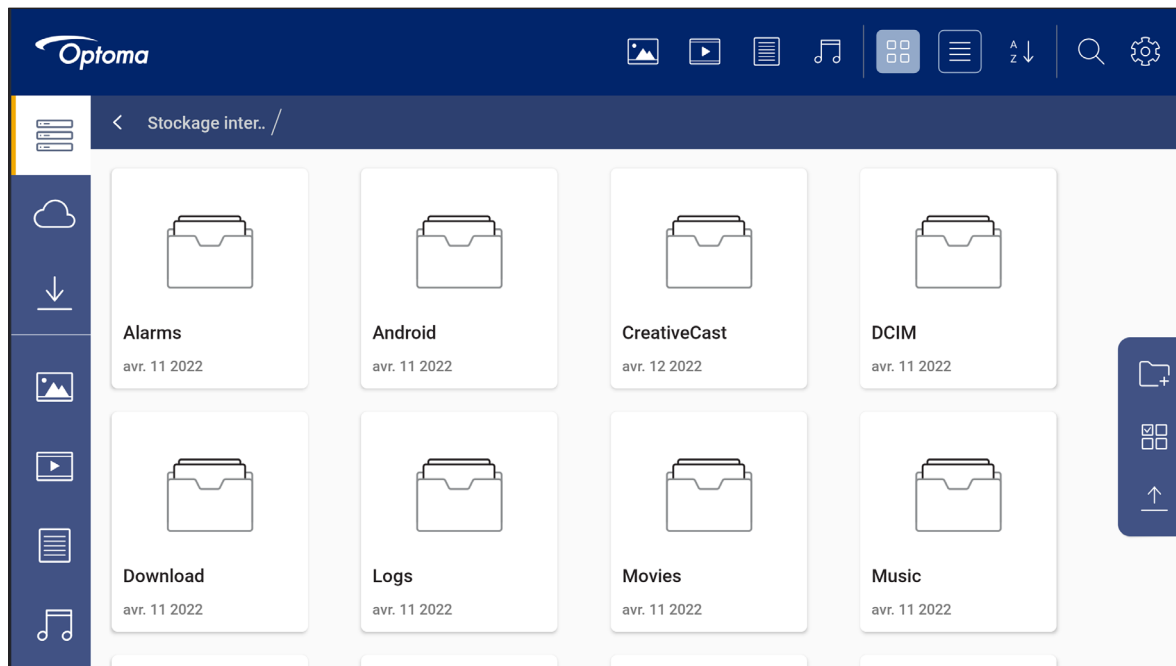 Optoma
A
Z
Stockage inter.. /
Alarms
avr. 11 2022
Android
avr. 11 2022
CreativeCast
avr. 12 2022
DCIM
avr. 11 2022
Download
avr. 11 2022
Logs
avr. 11 2022
Movies
avr. 11 2022
Music
avr. 11 2022